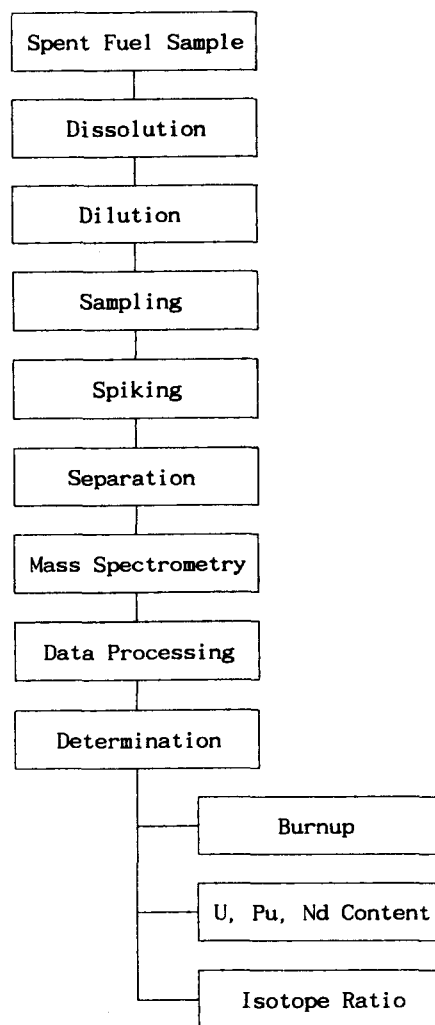 Spent Fuel Sample
Dissolution
Dilution
Sampling
Spiking
Separation
Mass Spectrometry
Data Processing
Determination
Burnup
U, Pu, Nd Content
Isotope Ratio